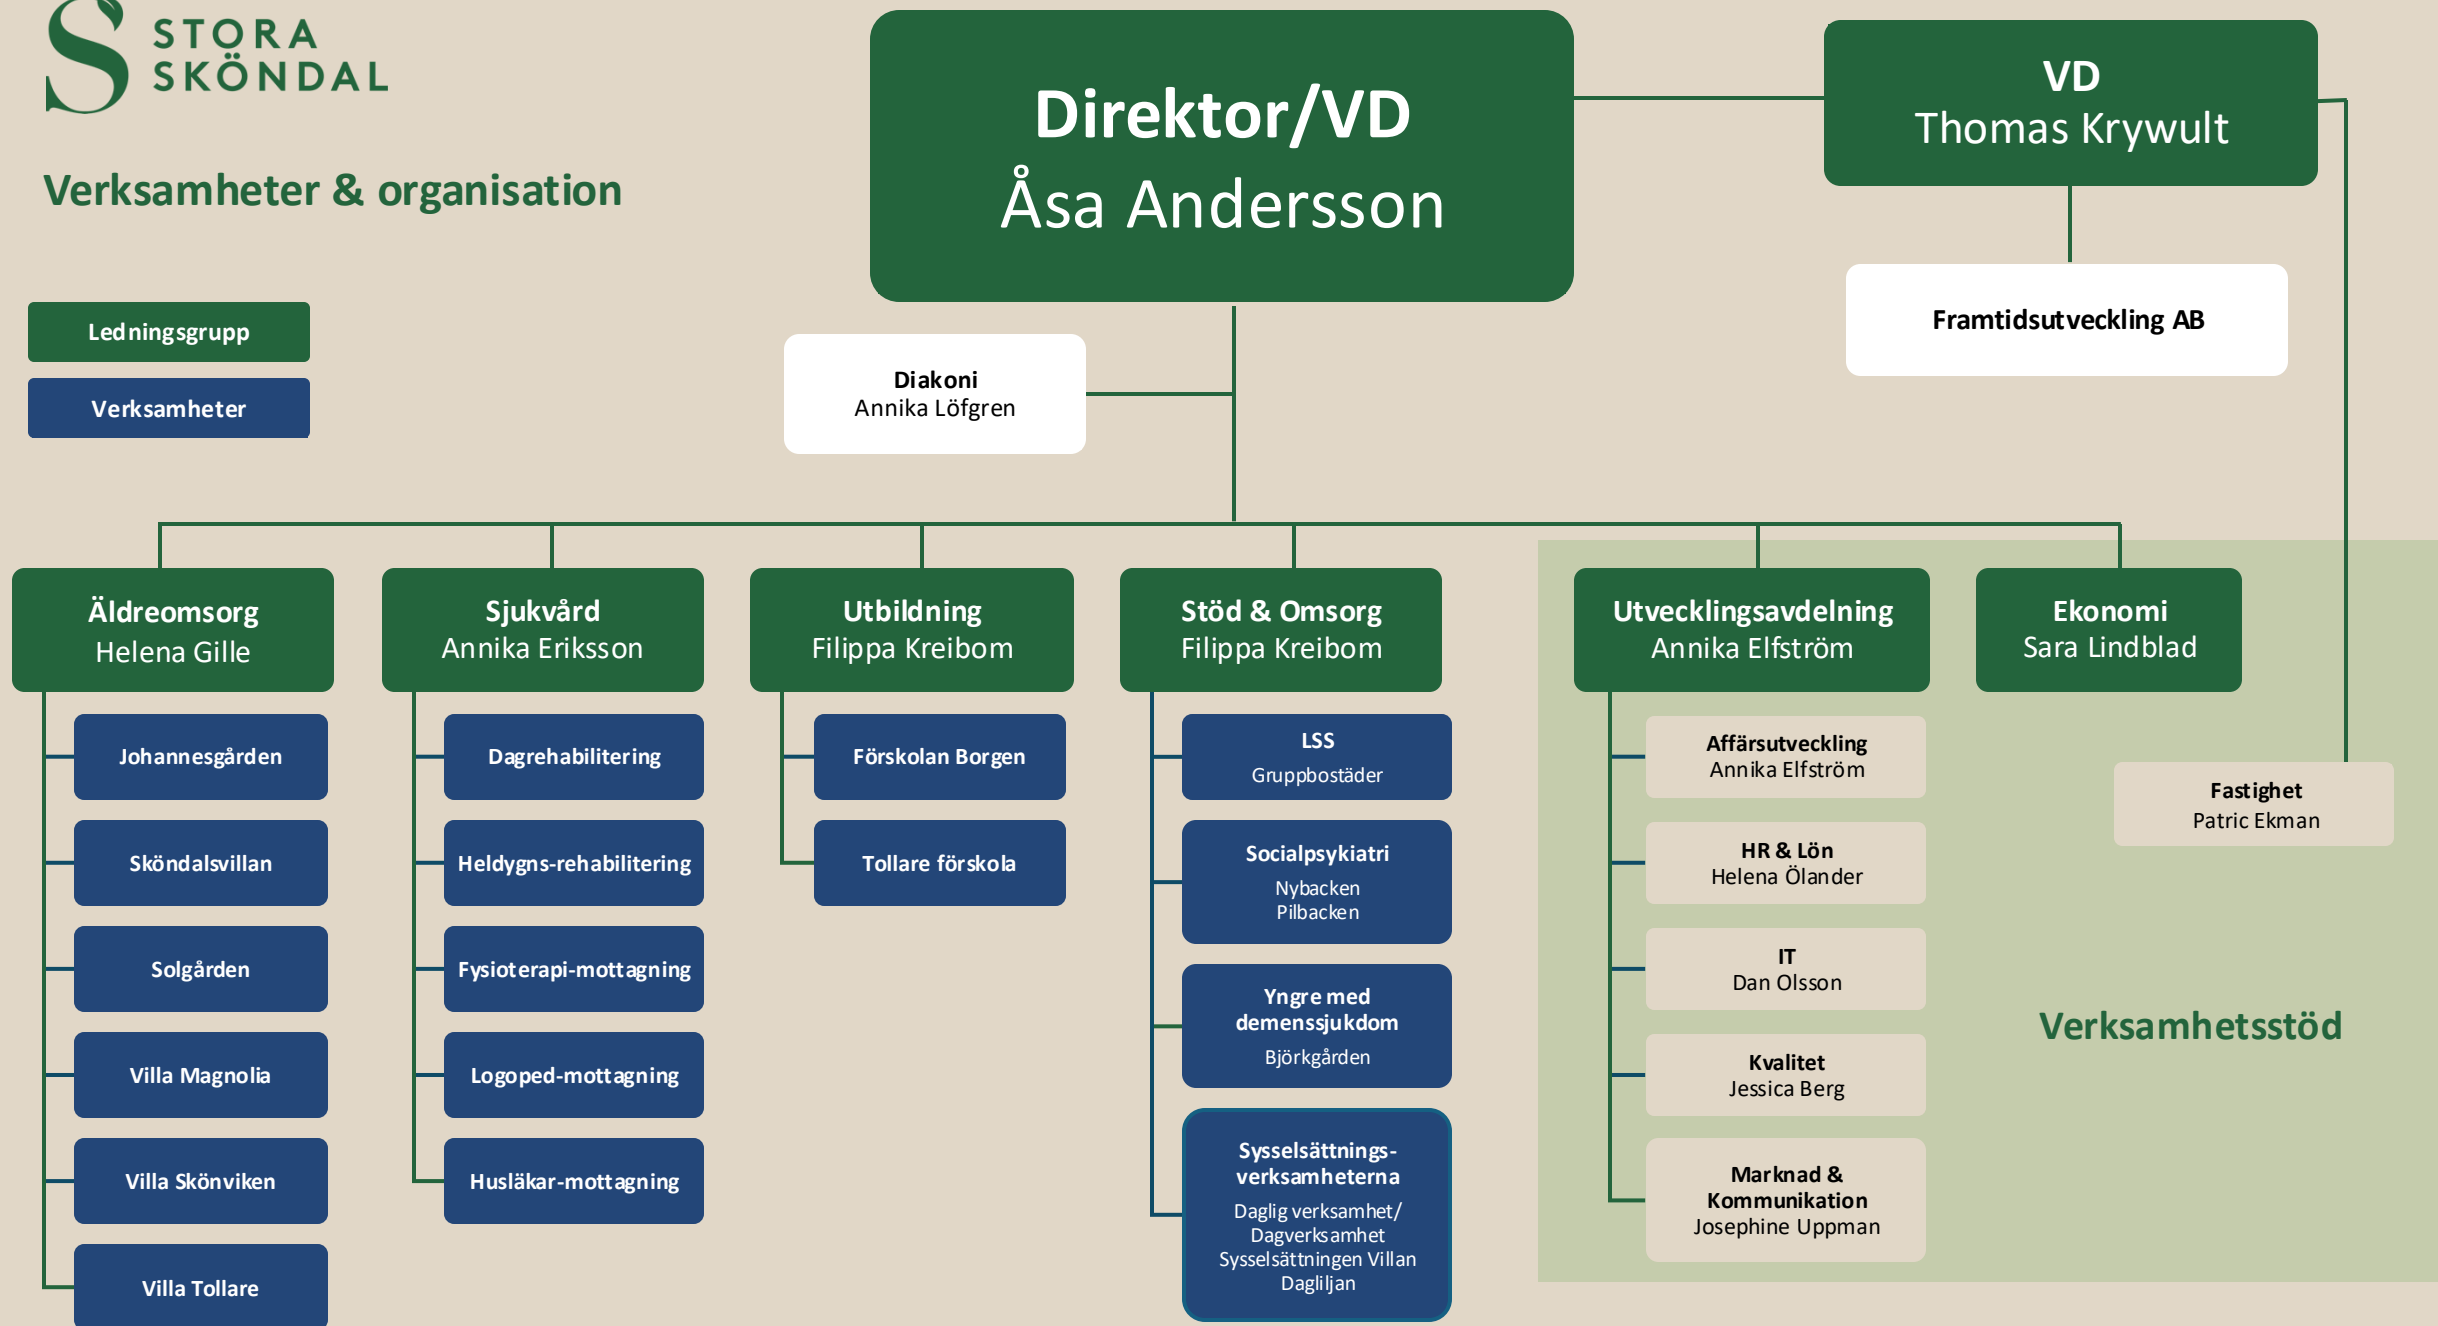 STORA
SKÖNDAL
Verksamheter & organisation
Ledningsgrupp
Verksamheter
Direktor/VD
Åsa Andersson
VD
Thomas Krywult
Framtidsutveckling AB
Diakoni
Annika Löfgren
Äldreomsorg
Helena Gille
Johannesgården
Sköndalsvillan
Solgården
Villa Magnolia
Villa Skönviken
Villa Tollare
Sjukvård
Annika Eriksson
Dagrehabilitering
Heldygns-rehabilitering
Fysioterapi-mottagning
Logoped-mottagning
Husläkar-mottagning
Utbildning
Filippa Kreibom
Förskolan Borgen
Tollare förskola
Stöd & Omsorg
Filippa Kreibom
LSS
Gruppbostäder
Socialpsykiatri
Nybacken
Pilbacken
Yngre med
demenssjukdom
Björkgården
Sysselsättnings-
verksamheterna
Daglig verksamhet/
Dagverksamhet
Sysselsättningen Villan
Dagliljan
Utvecklingsavdelning
Annika Elfström
Affärsutveckling
Annika Elfström
HR & Lön
Helena Ölander
IT
Dan Olsson
Kvalitet
Jessica Berg
Marknad &
Kommunikation
Josephine Uppman
Ekonomi
Sara Lindblad
Fastighet
Patric Ekman
Verksamhetsstöd